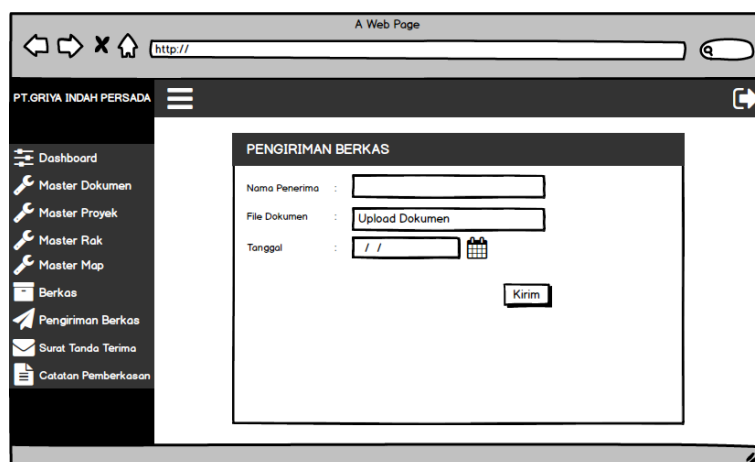 A Web Page
http://
PT.GRIYA INDAH PERSADA
Dashboard
Master Dokumen
Master Proyek
Master Rak
Master Map
Berkas
Pengiriman Berkas
Surat Tanda Terima
Catatan Pemberkasan
PENGIRIMAN BERKAS
Nama Penerima :
File Dokumen : Upload Dokumen
Tanggal : / /
Kirim